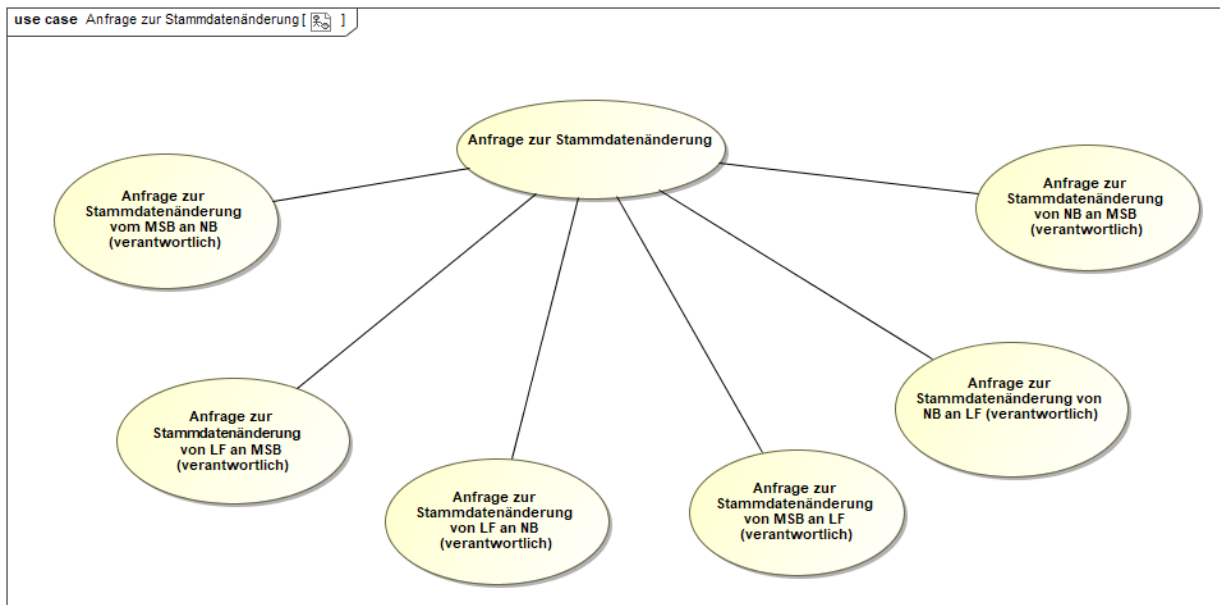 use case Anfrage zur Stammdatenänderung [ ]
Anfrage zur Stammdatenänderung
Anfrage zur
Stammdatenänderung
vom MSB an NB
(verantwortlich)
Anfrage zur
Stammdatenänderung
von NB an MSB
(verantwortlich)
Anfrage zur
Stammdatenänderung
von LF an MSB
(verantwortlich)
Anfrage zur
Stammdatenänderung von
NB an LF (verantwortlich)
Anfrage zur
Stammdatenänderung
von LF an NB
(verantwortlich)
Anfrage zur
Stammdatenänderung
von MSB an LF
(verantwortlich)